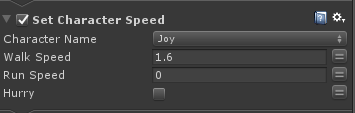 Set Character Speed
Character Name Joy
Walk Speed 1.6
Run Speed 0
Hurry